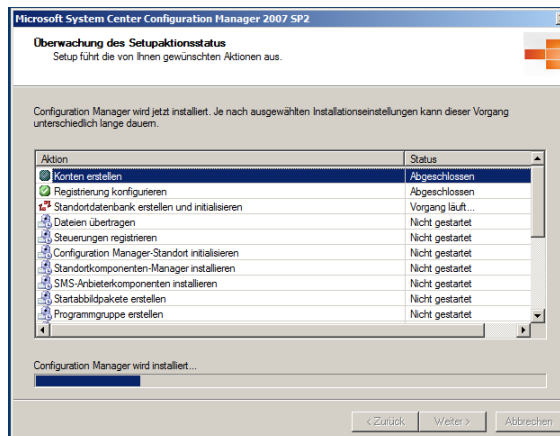 Microsoft System Center Configuration Manager 2007 SP2
Überwachung des Setupaktionsstatus
Setup führt die von Ihnen gewünschten Aktionen aus.
Configuration Manager wird jetzt installiert. Je nach ausgewählten Installationseinstellungen kann dieser Vorgang
unterschiedlich lange dauern.
Aktion Status
Konten erstellen Abgeschlossen
Registrierung konfigurieren Abgeschlossen
Standortdatenbank erstellen und initialisieren Vorgang läuft...
Dateien übertragen Nicht gestartet
Steuerungen registrieren Nicht gestartet
Configuration Manager-Standort initialisieren Nicht gestartet
Standortkomponenten-Manager installieren Nicht gestartet
SMS-Anbieterkomponenten installieren Nicht gestartet
Startabbildpakete erstellen Nicht gestartet
Programmgruppe erstellen Nicht gestartet
Configuration Manager wird installiert...
< Zurück Weiter > Abbrechen